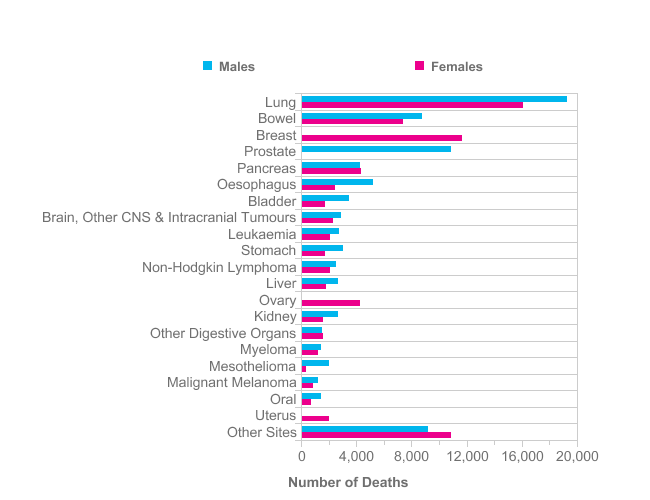 Males Females
Lung
Bowel
Breast
Prostate
Pancreas
Oesophagus
Bladder
Brain, Other CNS & Intracranial Tumours
Leukaemia
Stomach
Non-Hodgkin Lymphoma
Liver
Ovary
Kidney
Other Digestive Organs
Myeloma
Mesothelioma
Malignant Melanoma
Oral
Uterus
Other Sites
0 4,000 8,000 12,000 16,000 20,000
Number of Deaths